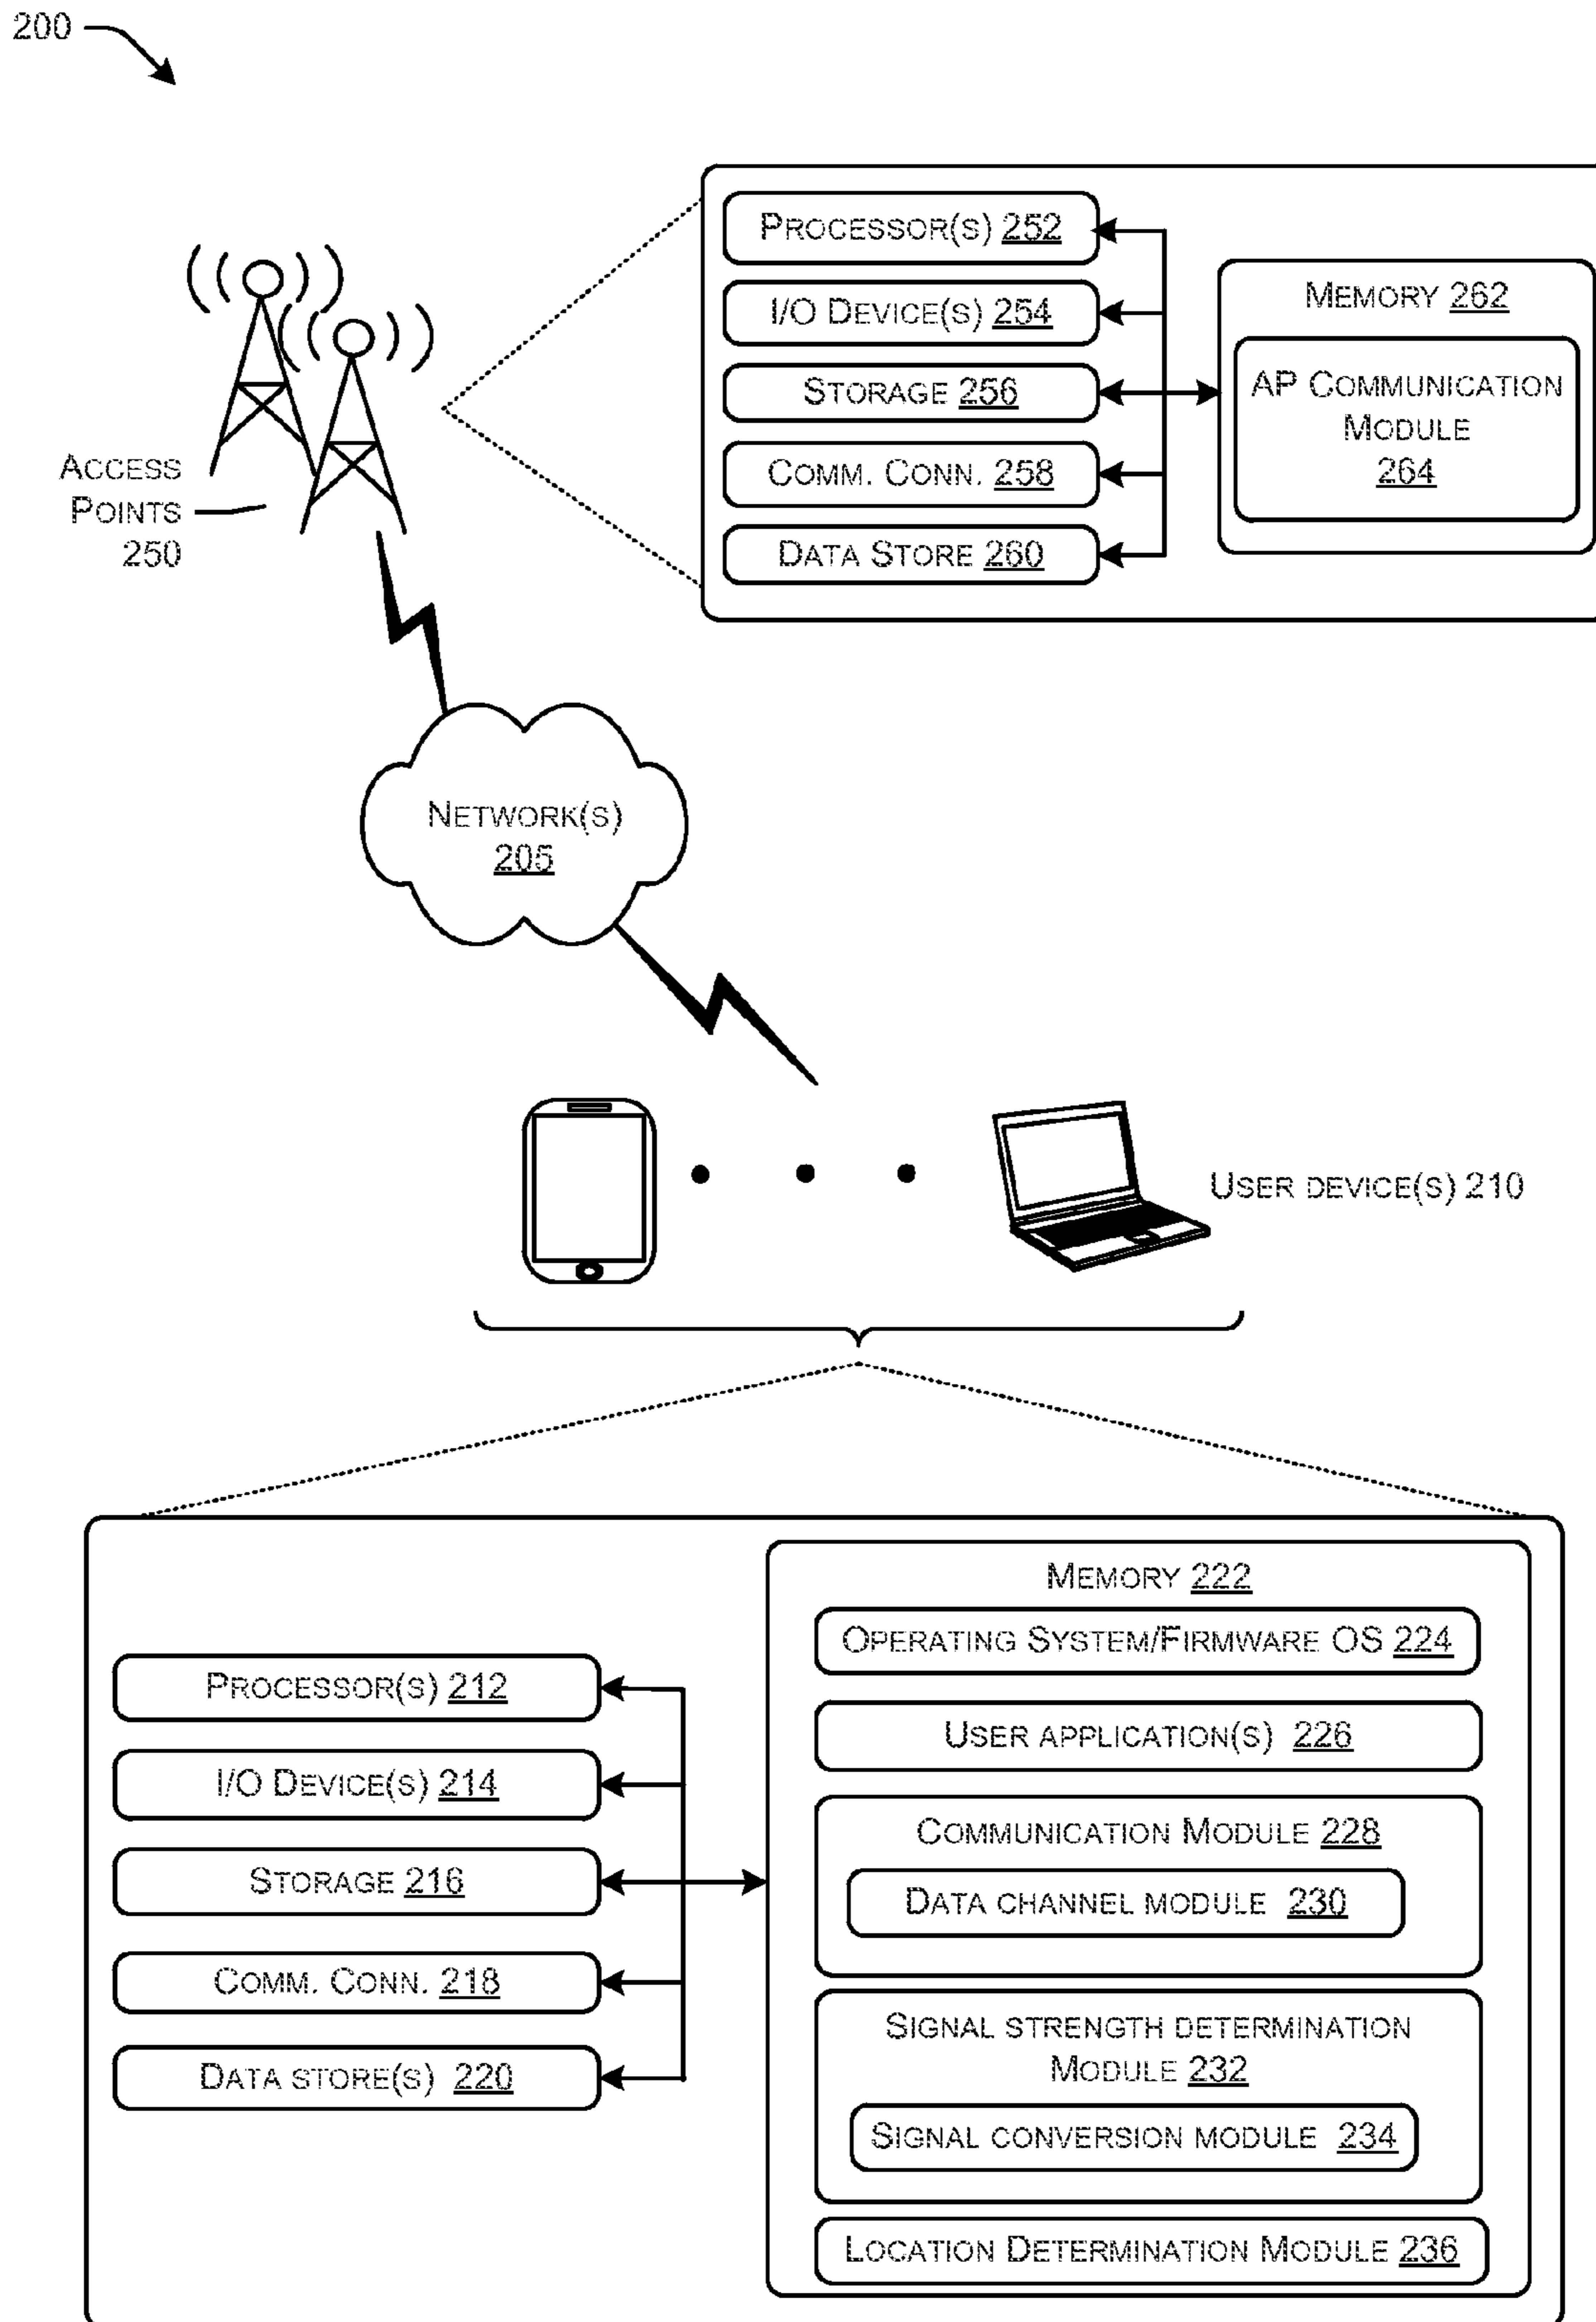 200
PROCESSOR(S) 252
I/O DEVICE(S) 254
STORAGE 256
COMM. CONN. 258
DATA STORE 260
MEMORY 262
AP COMMUNICATION
MODULE
264
ACCESS
POINTS
250
NETWORK(S)
205
USER DEVICE(S) 210
PROCESSOR(S) 212
I/O DEVICE(S) 214
STORAGE 216
COMM. CONN. 218
DATA STORE(S) 220
MEMORY 222
OPERATING SYSTEM/FIRMWARE OS 224
USER APPLICATION(S) 226
COMMUNICATION MODULE 228
DATA CHANNEL MODULE 230
SIGNAL STRENGTH DETERMINATION
MODULE 232
SIGNAL CONVERSION MODULE 234
LOCATION DETERMINATION MODULE 236